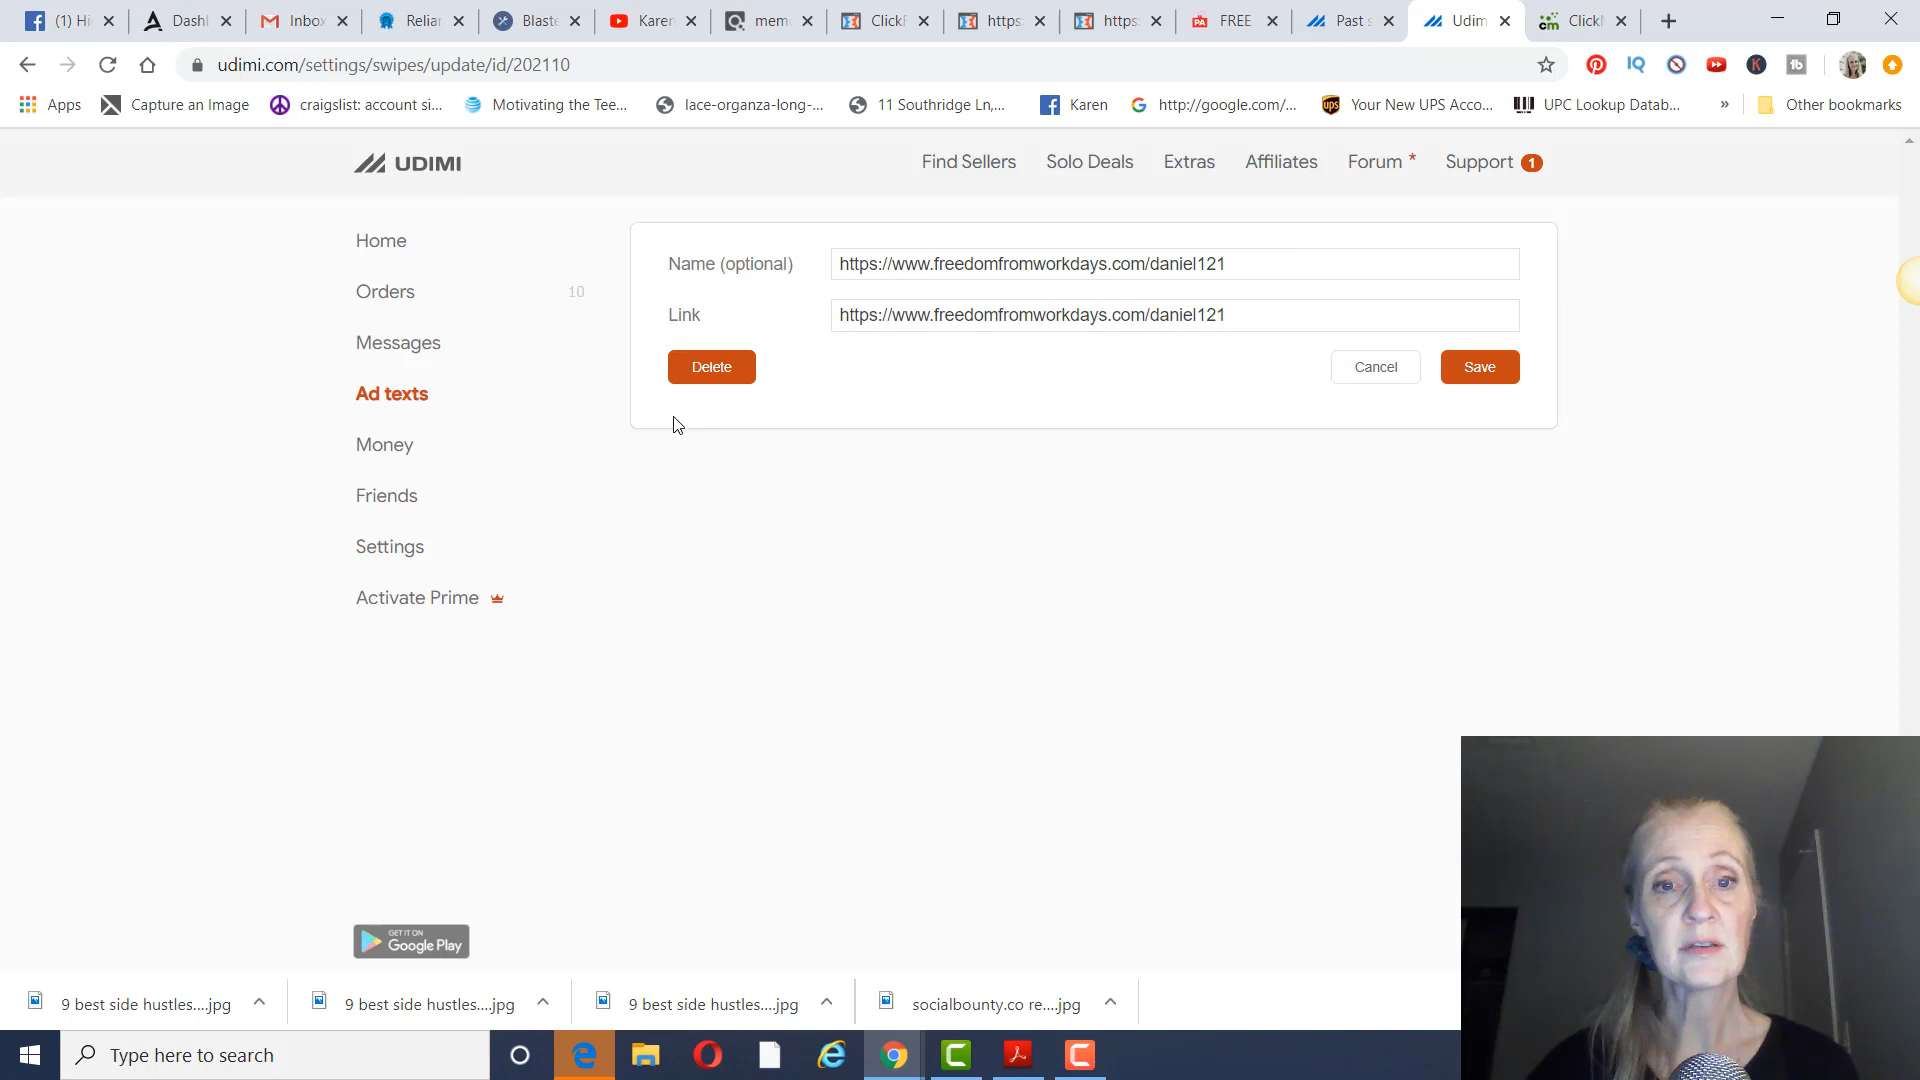 (1) Hi
Dashl
Inbox
Reliar
Blaste
Karen
mem
ClickF
https:
https:
FREE
Past s
Udim
Click
udimi.com/settings/swipes/update/id/202110
Apps
Capture an Image
craigslist: account si...
Motivating the Tee...
lace-organza-long-...
11 Southridge Ln,...
Karen
http://google.com/...
Your New UPS Acco...
UPC Lookup Datab...
»
Other bookmarks
UDIMI
Find Sellers
Solo Deals
Extras
Affiliates
Forum *
Support 1
Home
Orders 10
Messages
Ad texts
Money
Friends
Settings
Activate Prime
Name (optional) https://www.freedomfromworkdays.com/daniel121
Link https://www.freedomfromworkdays.com/daniel121
Delete
Cancel
Save
GET IT ON
Google Play
9 best side hustles....jpg
9 best side hustles....jpg
9 best side hustles....jpg
socialbounty.co re....jpg
Type here to search